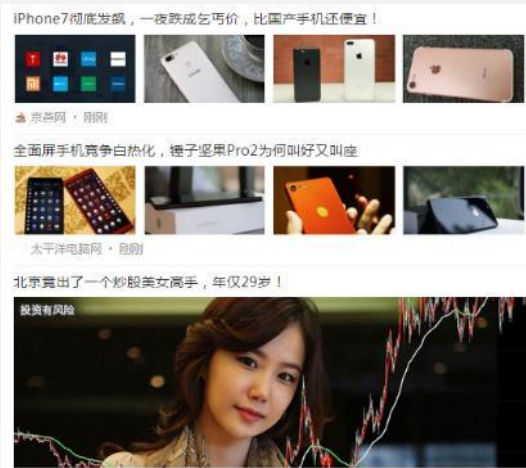 iPhone7彻底发飙，一夜跌成乞丐价，比国产手机还便宜！
京燕网 · 刚刚
全面屏手机竞争白热化，锤子坚果Pro2为何叫好又叫座
太平洋电脑网 · 刚刚
北京竟出了一个炒股美女高手，年仅29岁！
投资有风险